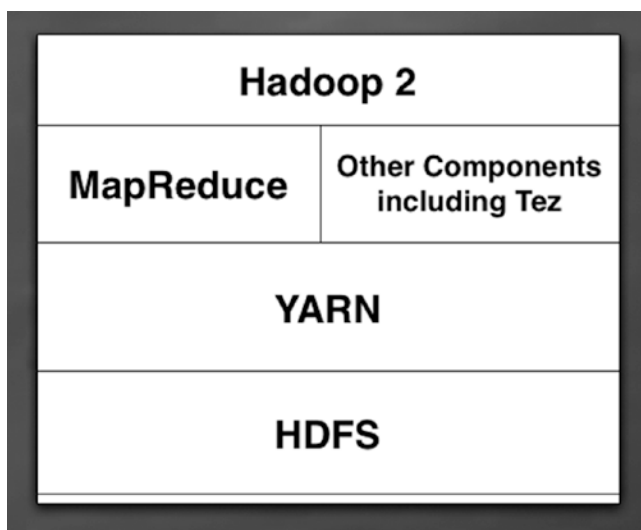 Hadoop 2
MapReduce
Other Components
including Tez
YARN
HDFS